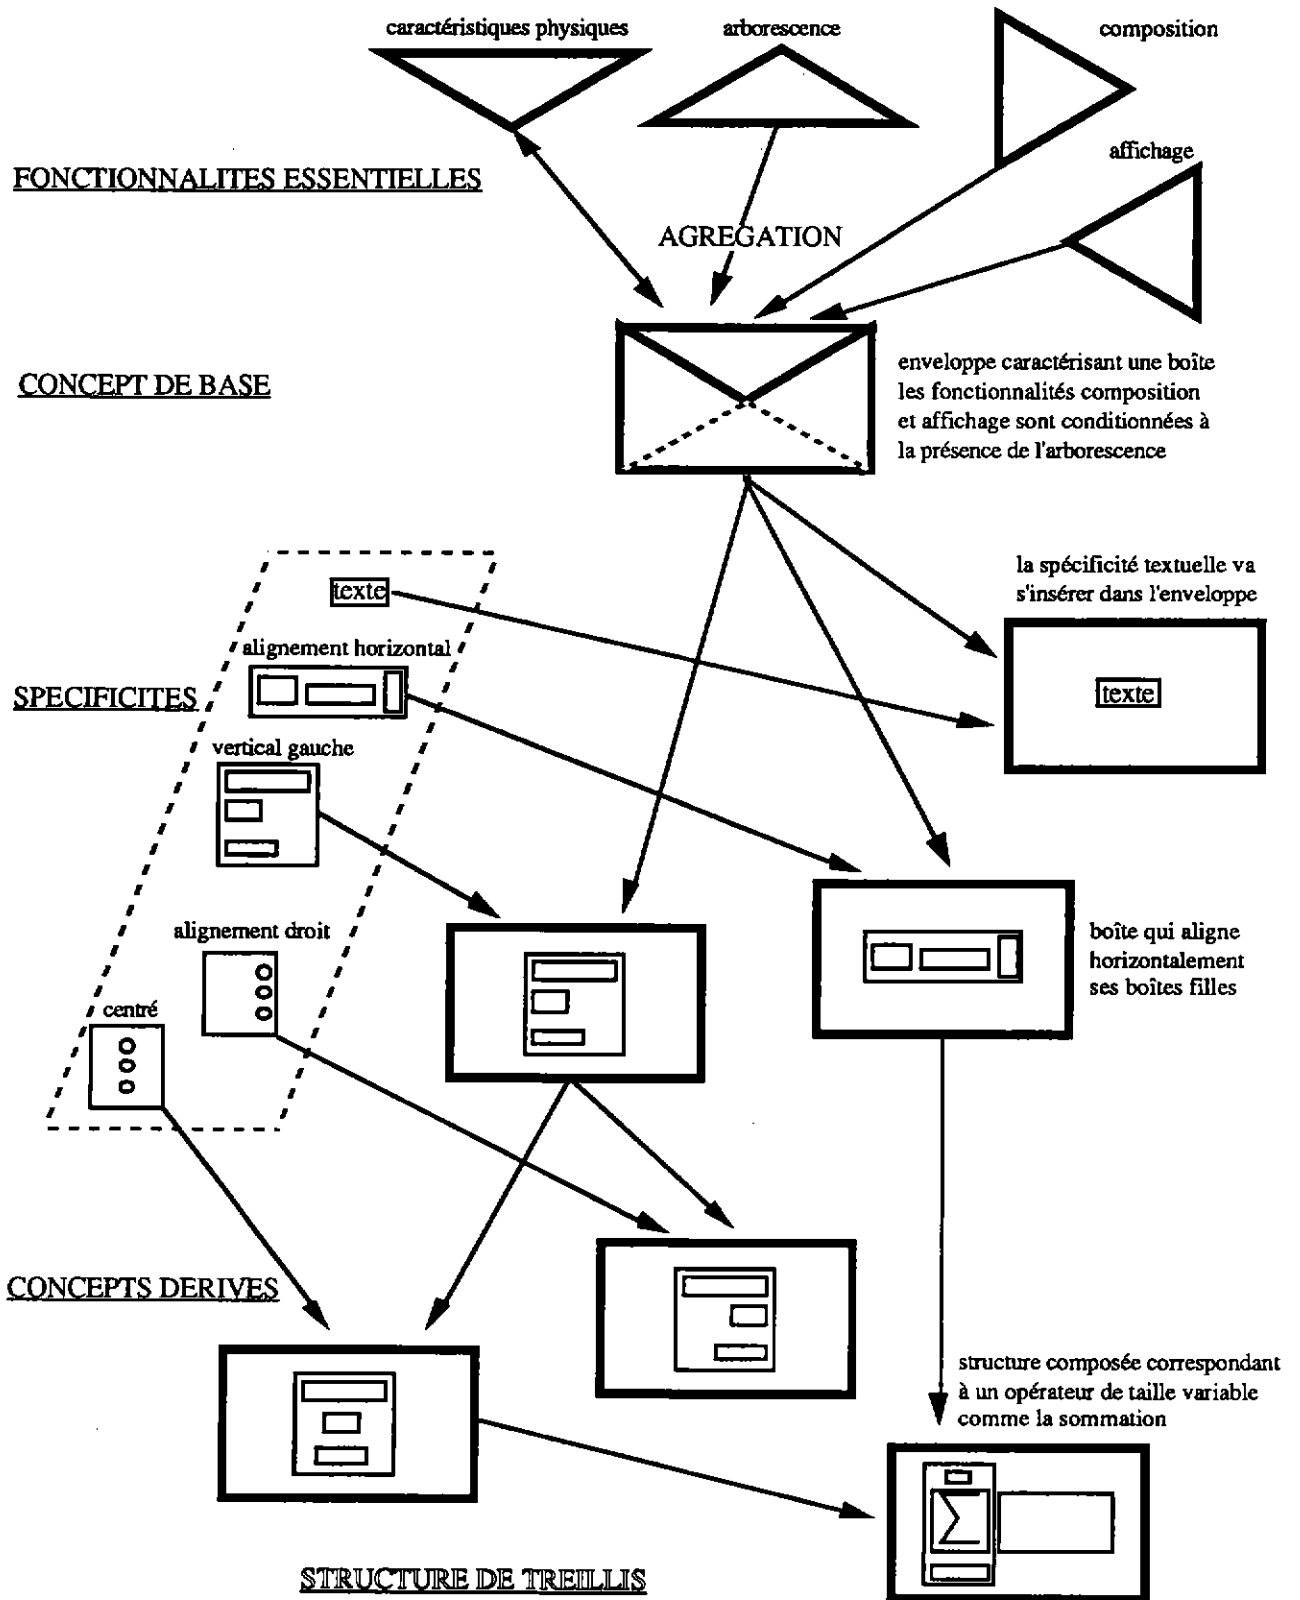 caractéristiques physiques
arborescence
composition
affichage
FONCTIONNALITES ESSENTIELLES
AGREGATION
CONCEPT DE BASE
enveloppe caractérisant une boîte
les fonctionnalités composition
et affichage sont conditionnées à
la présence de l'arborescence
la spécificité textuelle va
s'insérer dans l'enveloppe
texte
alignement horizontal
SPECIFICITES
texte
vertical gauche
alignement droit
boîte qui aligne
horizontalement
ses boîtes filles
centré
CONCEPTS DERIVES
structure composée correspondant
à un opérateur de taille variable
comme la sommation
Σ
STRUCTURE DE TREILLIS